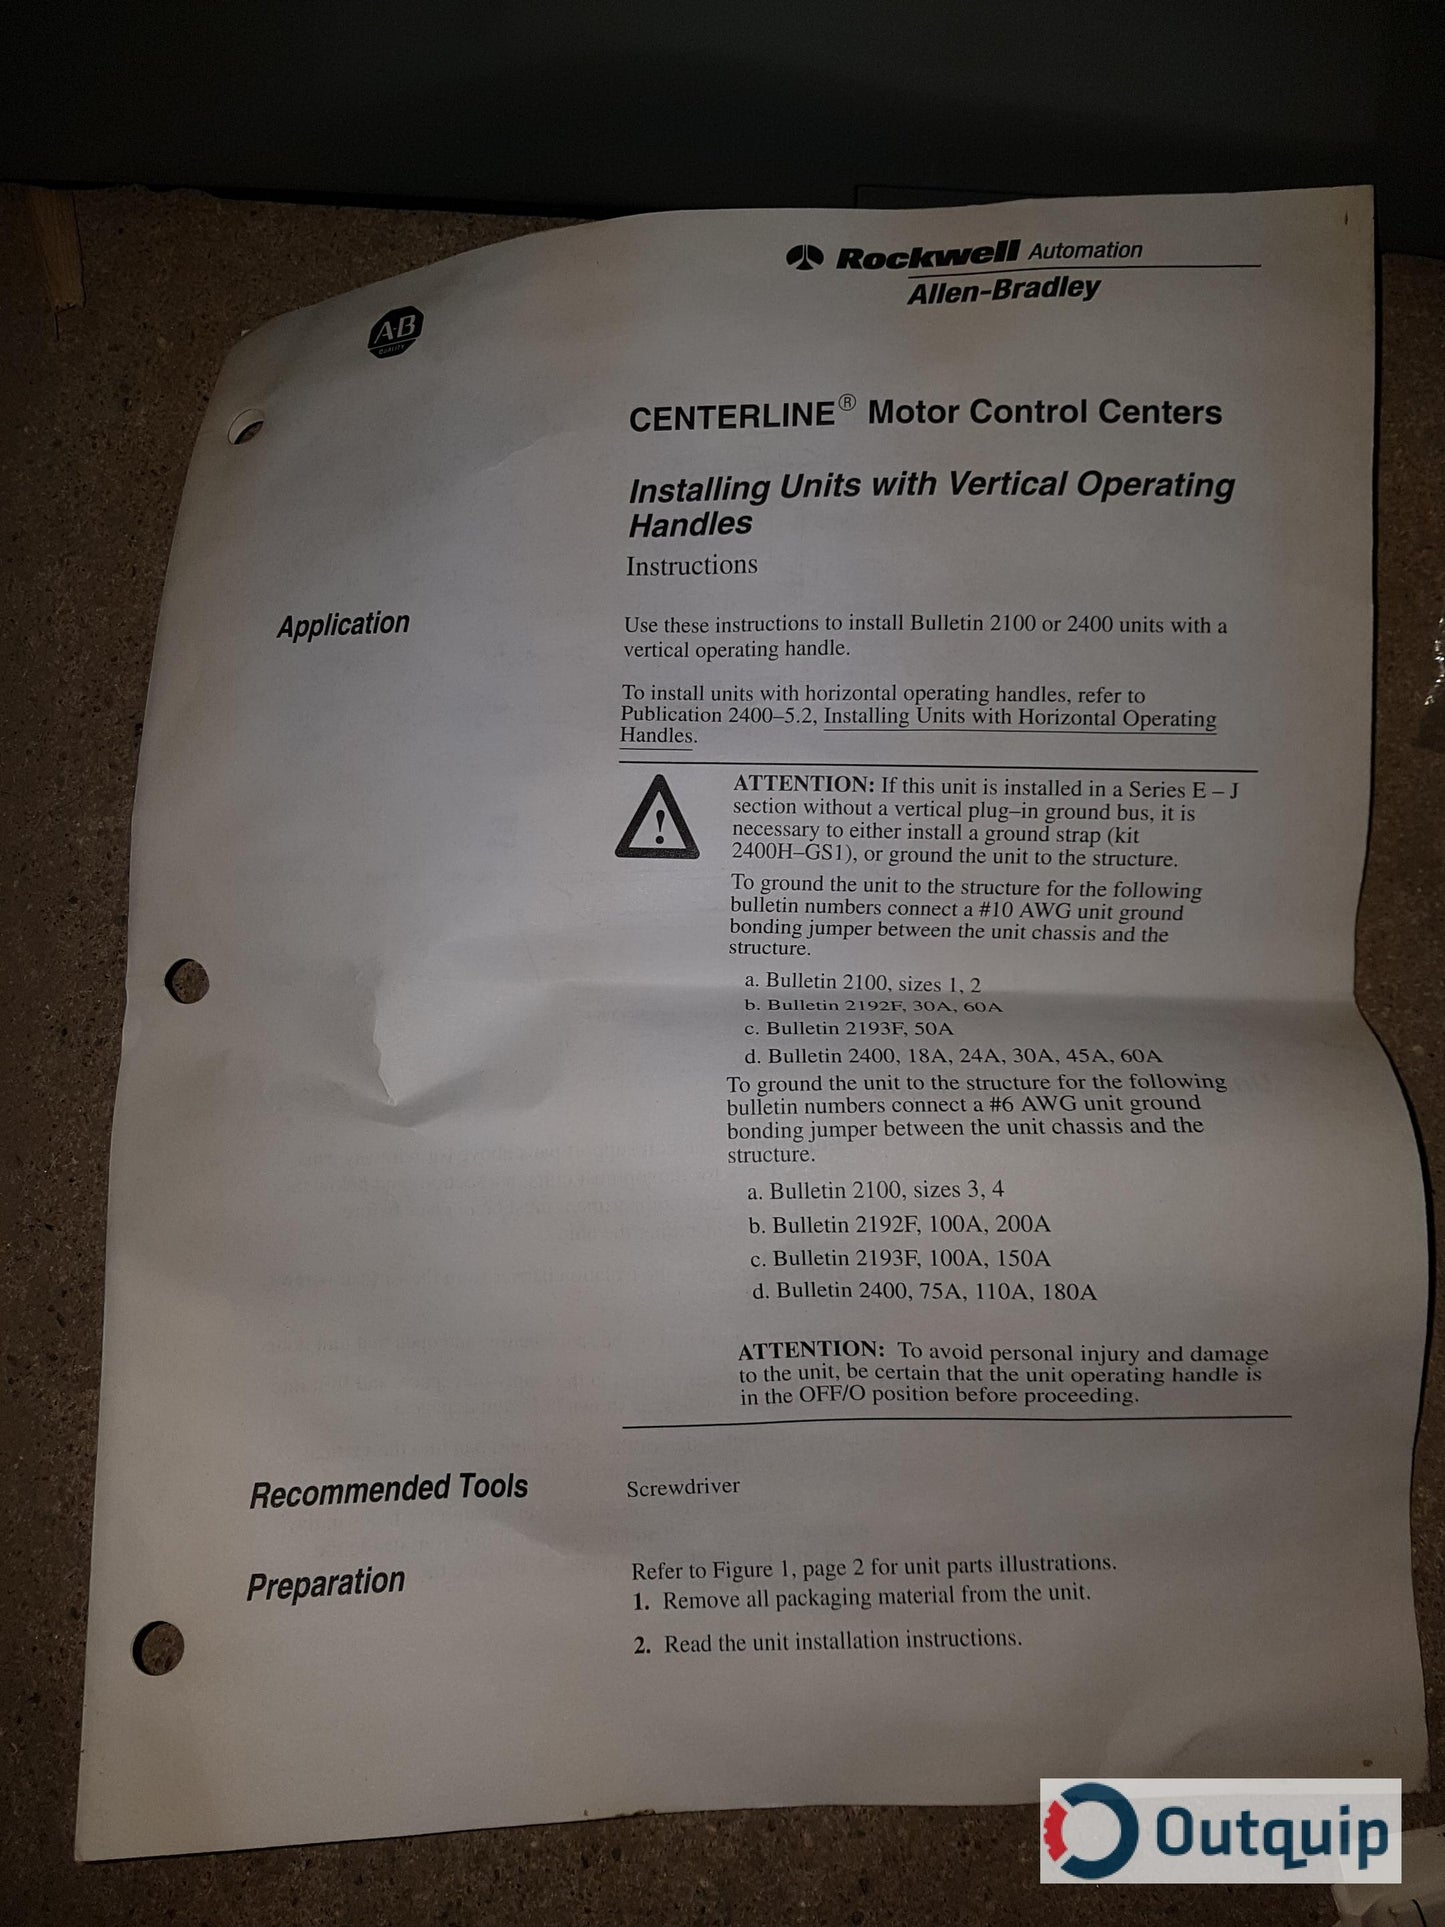 Rockwell Automation
Allen-Bradley
A-B
QUALITY
CENTERLINE® Motor Control Centers
Installing Units with Vertical Operating
Handles
Instructions
Application
Use these instructions to install Bulletin 2100 or 2400 units with a
vertical operating handle.
To install units with horizontal operating handles, refer to
Publication 2400–5.2, Installing Units with Horizontal Operating
Handles.
ATTENTION: If this unit is installed in a Series E – J
section without a vertical plug–in ground bus, it is
necessary to either install a ground strap (kit
2400H–GS1), or ground the unit to the structure.
To ground the unit to the structure for the following
bulletin numbers connect a #10 AWG unit ground
bonding jumper between the unit chassis and the
structure.
a. Bulletin 2100, sizes 1, 2
b. Bulletin 2192F, 30A, 60A
c. Bulletin 2193F, 50A
d. Bulletin 2400, 18A, 24A, 30A, 45A, 60A
To ground the unit to the structure for the following
bulletin numbers connect a #6 AWG unit ground
bonding jumper between the unit chassis and the
structure.
a. Bulletin 2100, sizes 3, 4
b. Bulletin 2192F, 100A, 200A
c. Bulletin 2193F, 100A, 150A
d. Bulletin 2400, 75A, 110A, 180A
ATTENTION: To avoid personal injury and damage
to the unit, be certain that the unit operating handle is
in the OFF/O position before proceeding.
Recommended Tools
Screwdriver
Preparation
Refer to Figure 1, page 2 for unit parts illustrations.
1. Remove all packaging material from the unit.
2. Read the unit installation instructions.
Outquip